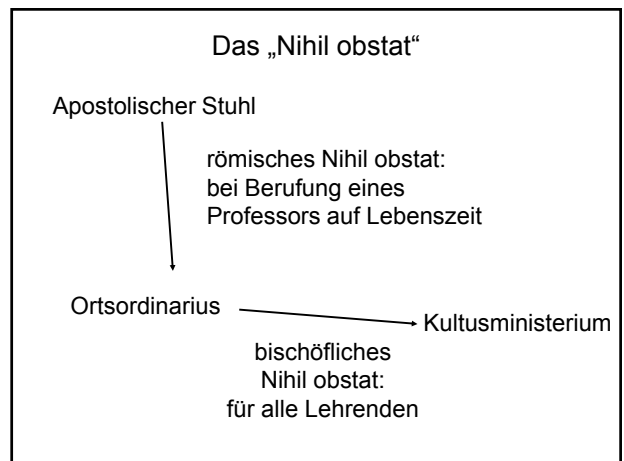 Das „Nihil obstat“
Apostolischer Stuhl
römisches Nihil obstat:
bei Berufung eines
Professors auf Lebenszeit
Ortsordinarius
Kultusministerium
bischöfliches
Nihil obstat:
für alle Lehrenden